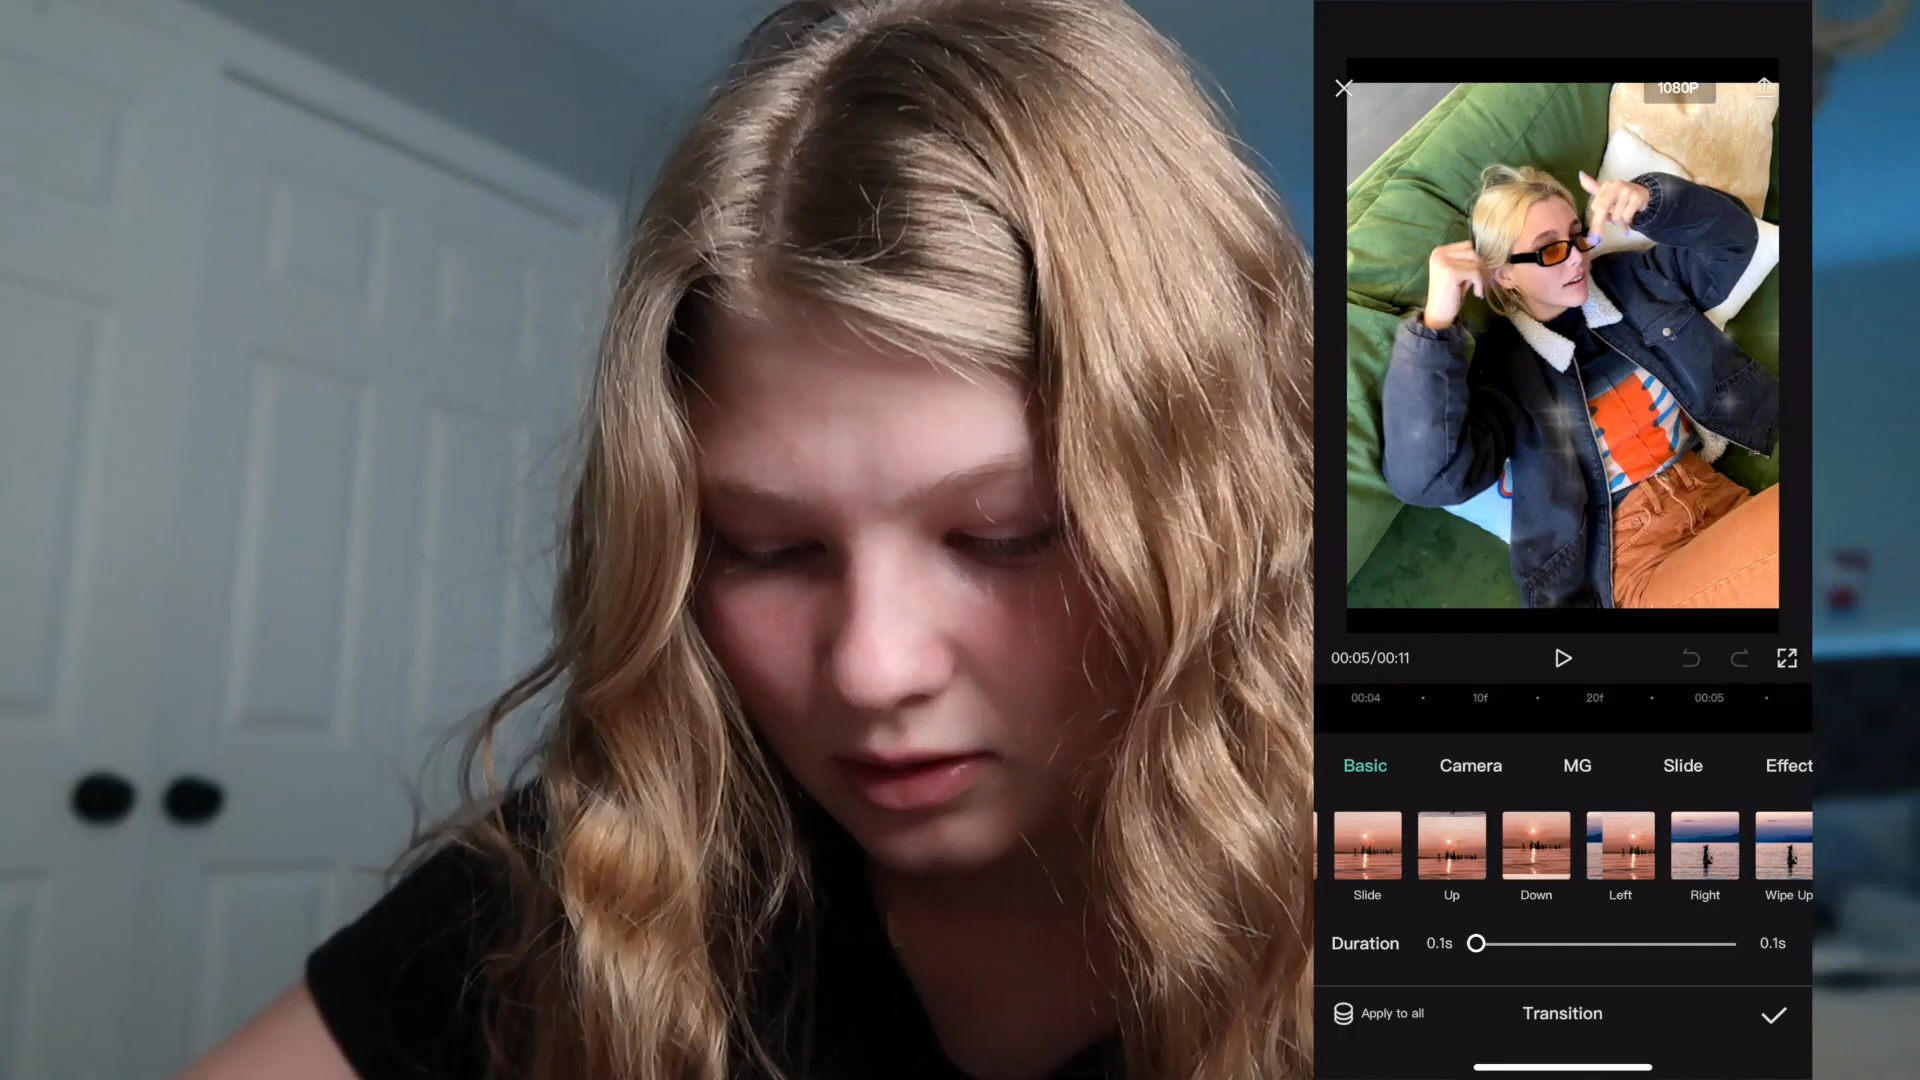 1080P
00:05/00:11
00:04 10f 20f 00:05
Basic Camera MG Slide Effect
Slide Up Down Left Right Wipe Up
Duration 0.1s 0.1s
Apply to all Transition